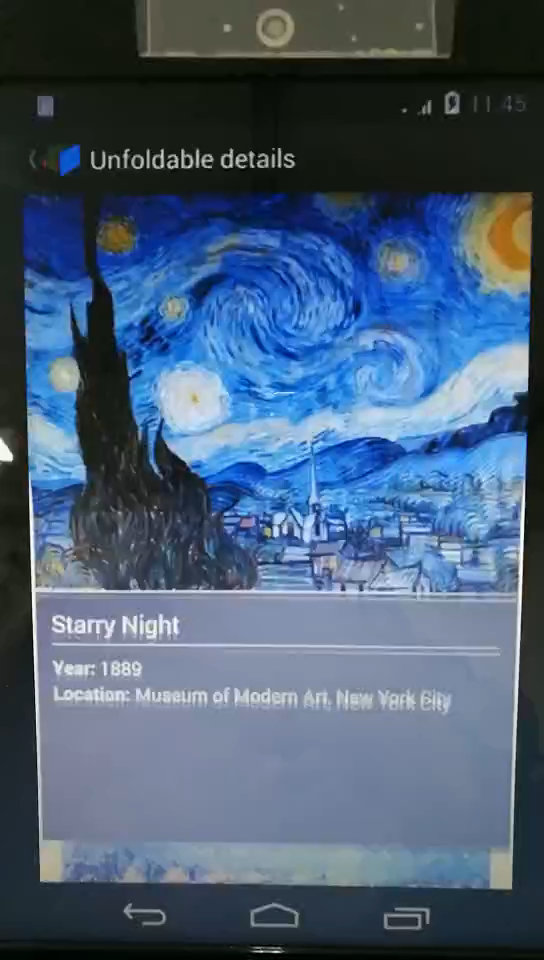 11:45
Unfoldable details
Starry Night
Year: 1889
Location: Museum of Modern Art, New York City